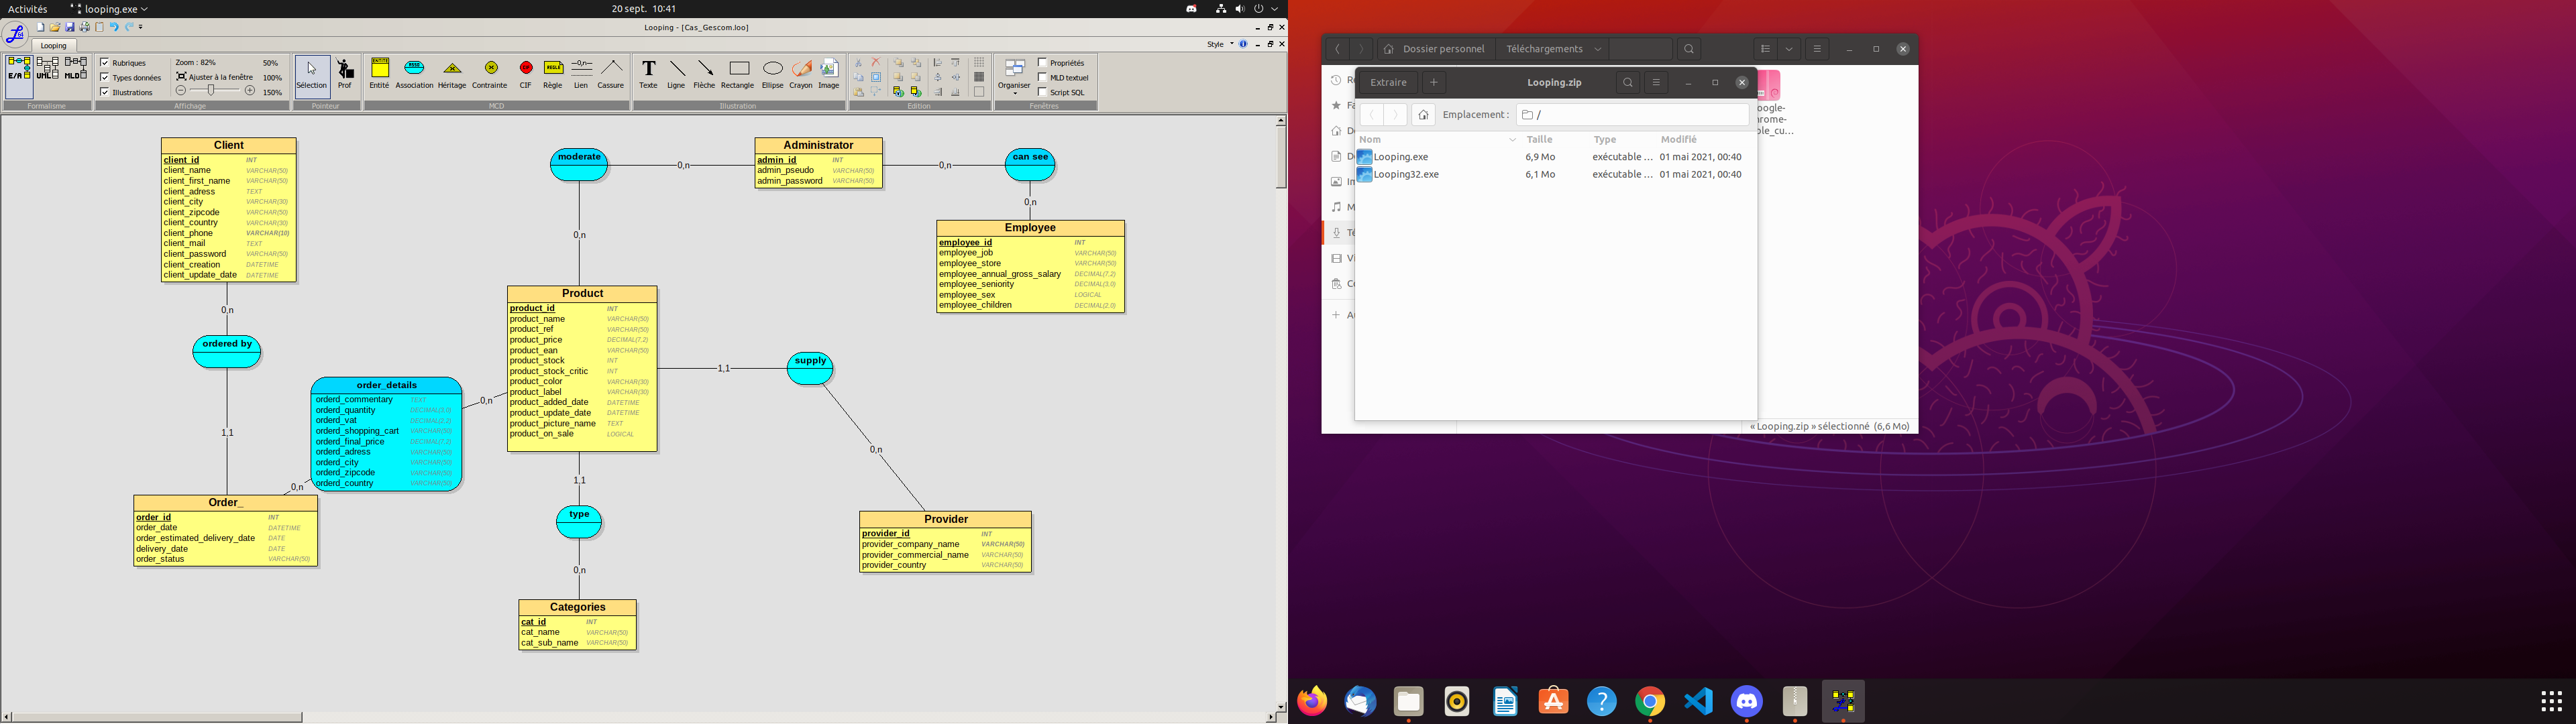 Activités
looping.exe
20 sept. 10:41
Looping - [Cas_Gescom.loo]
Looping
Style
Rubriques
Types données
Illustrations
Zoom : 82%
Ajuster à la fenêtre
50%
100%
150%
E/A
UML
MLD
Sélection
Prof
Entité
Association
Héritage
Contrainte
CIF
Règle
Lien
Cassure
Texte
Ligne
Flèche
Rectangle
Ellipse
Crayon
Image
Organiser
Propriétés
MLD textuel
Script SQL
Formalisme
Affichage
Pointeur
MCD
Illustration
Edition
Fenêtres
Client
client_id INT
client_name VARCHAR(50)
client_first_name VARCHAR(50)
client_adress TEXT
client_city VARCHAR(30)
client_zipcode VARCHAR(50)
client_country VARCHAR(30)
client_phone VARCHAR(10)
client_mail TEXT
client_password VARCHAR(50)
client_creation DATETIME
client_update_date DATETIME
0,n
ordered by
1,1
Order_
order_id INT
order_date DATETIME
order_estimated_delivery_date DATE
delivery_date DATE
order_status VARCHAR(50)
0,n
order_details
orderd_commentary TEXT
orderd_quantity DECIMAL(3,0)
orderd_vat DECIMAL(2,2)
orderd_shopping_cart VARCHAR(50)
orderd_final_price DECIMAL(7,2)
orderd_adress VARCHAR(50)
orderd_city VARCHAR(50)
orderd_zipcode VARCHAR(50)
orderd_country VARCHAR(50)
0,n
moderate
0,n
0,n
Administrator
admin_id INT
admin_pseudo VARCHAR(50)
admin_password VARCHAR(50)
0,n
can see
0,n
Employee
employee_id INT
employee_job VARCHAR(50)
employee_store VARCHAR(50)
employee_annual_gross_salary DECIMAL(7,2)
employee_seniority DECIMAL(3,0)
employee_sex LOGICAL
employee_children DECIMAL(2,0)
Product
product_id INT
product_name VARCHAR(50)
product_ref VARCHAR(50)
product_price DECIMAL(7,2)
product_ean VARCHAR(50)
product_stock INT
product_stock_critic INT
product_color VARCHAR(30)
product_label VARCHAR(30)
product_added_date DATETIME
product_update_date DATETIME
product_picture_name TEXT
product_on_sale LOGICAL
1,1
supply
0,n
Provider
provider_id INT
provider_company_name VARCHAR(50)
provider_commercial_name VARCHAR(50)
provider_country VARCHAR(50)
1,1
type
0,n
Categories
cat_id INT
cat_name VARCHAR(50)
cat_sub_name VARCHAR(50)
Dossier personnel
Téléchargements
Extraire
Looping.zip
Emplacement :
/
Nom
Taille
Type
Modifié
Looping.exe 6,9 Mo exécutable … 01 mai 2021, 00:40
Looping32.exe 6,1 Mo exécutable … 01 mai 2021, 00:40
« Looping.zip » sélectionné (6,6 Mo)